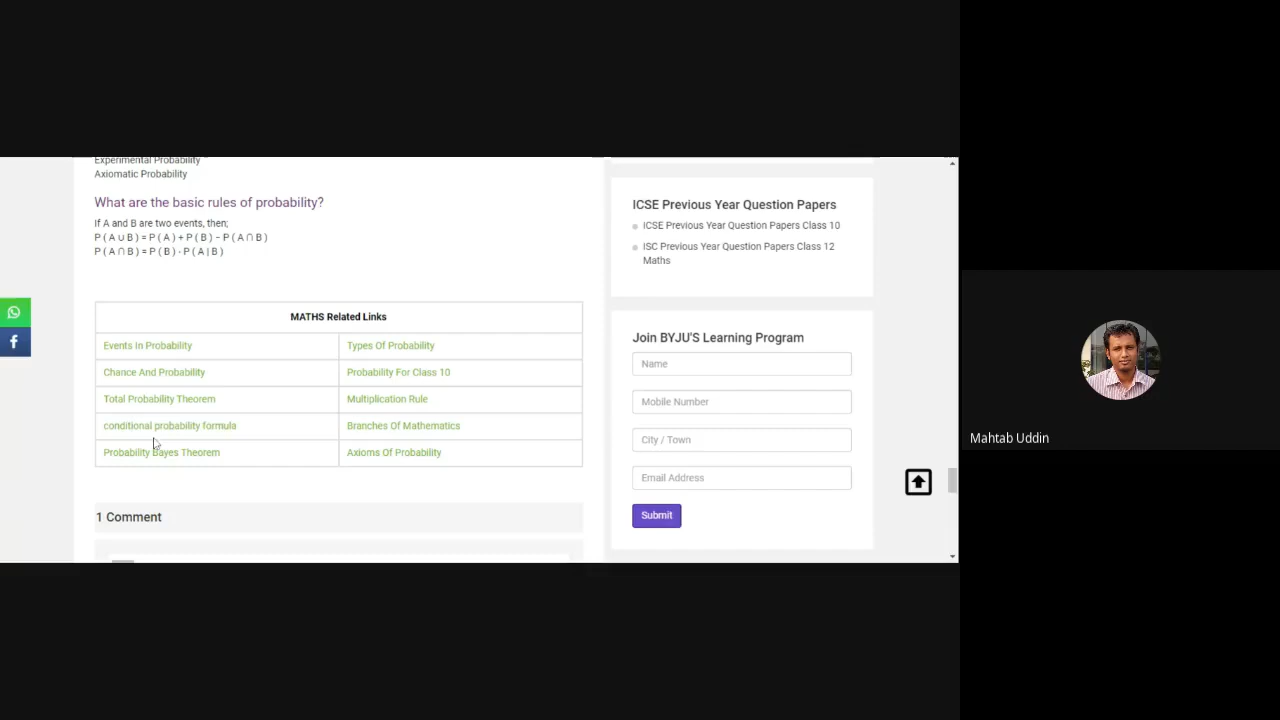 Experimental Probability
Axiomatic Probability
What are the basic rules of probability?
If A and B are two events, then;
P ( A ∪ B ) = P ( A ) + P ( B ) − P ( A ∩ B )
P ( A ∩ B ) = P ( B ) ⋅ P ( A | B )
MATHS Related Links
Events In Probability
Types Of Probability
Chance And Probability
Probability For Class 10
Total Probability Theorem
Multiplication Rule
conditional probability formula
Branches Of Mathematics
Probability Bayes Theorem
Axioms Of Probability
1 Comment
ICSE Previous Year Question Papers
ICSE Previous Year Question Papers Class 10
ISC Previous Year Question Papers Class 12
Maths
Join BYJU'S Learning Program
Name
Mobile Number
City / Town
Email Address
Submit
Mahtab Uddin